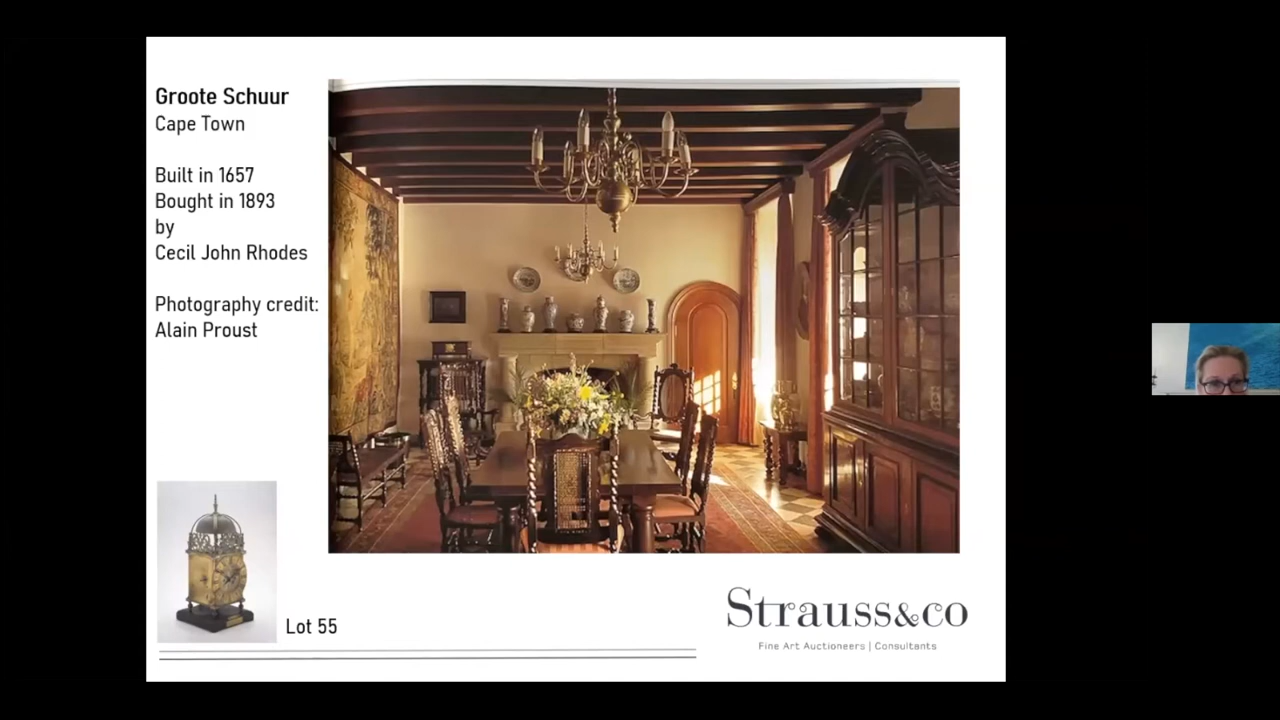 Groote Schuur
Cape Town
Built in 1657
Bought in 1893
by
Cecil John Rhodes
Photography credit:
Alain Proust
Lot 55
Strauss&co
Fine Art Auctioneers | Consultants